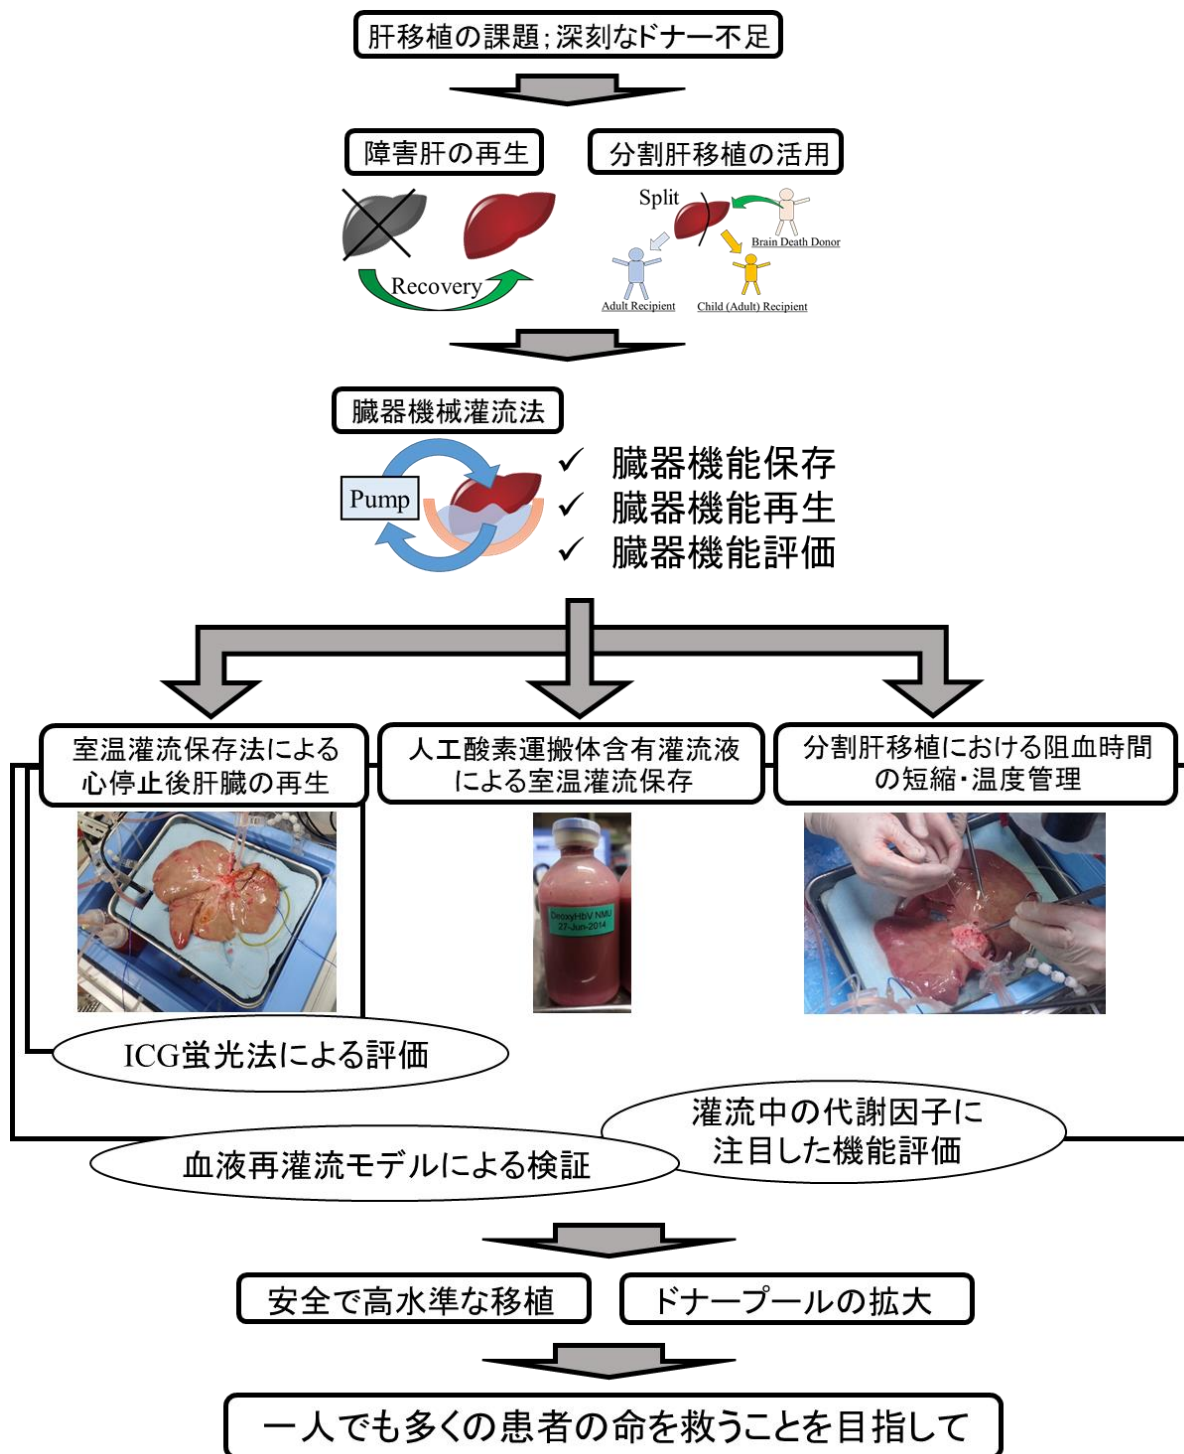 肝移植の課題；深刻なドナー不足
障害肝の再生
分割肝移植の活用
Recovery
Split
Brain Death Donor
Adult Recipient
Child (Adult) Recipient
臓器機械灌流法
Pump
✓ 臓器機能保存
✓ 臓器機能再生
✓ 臓器機能評価
室温灌流保存法による
心停止後肝臓の再生
人工酸素運搬体含有灌流液
による室温灌流保存
分割肝移植における阻血時間
の短縮・温度管理
DeoxyHbV NMU
27-Jun-2014
ICG蛍光法による評価
灌流中の代謝因子に
注目した機能評価
血液再灌流モデルによる検証
安全で高水準な移植
ドナープールの拡大
一人でも多くの患者の命を救うことを目指して